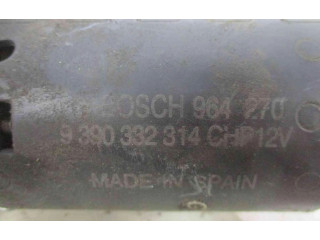 BOSCH 964 270
9 390 332 314 CHP12V
MADE IN SPAIN